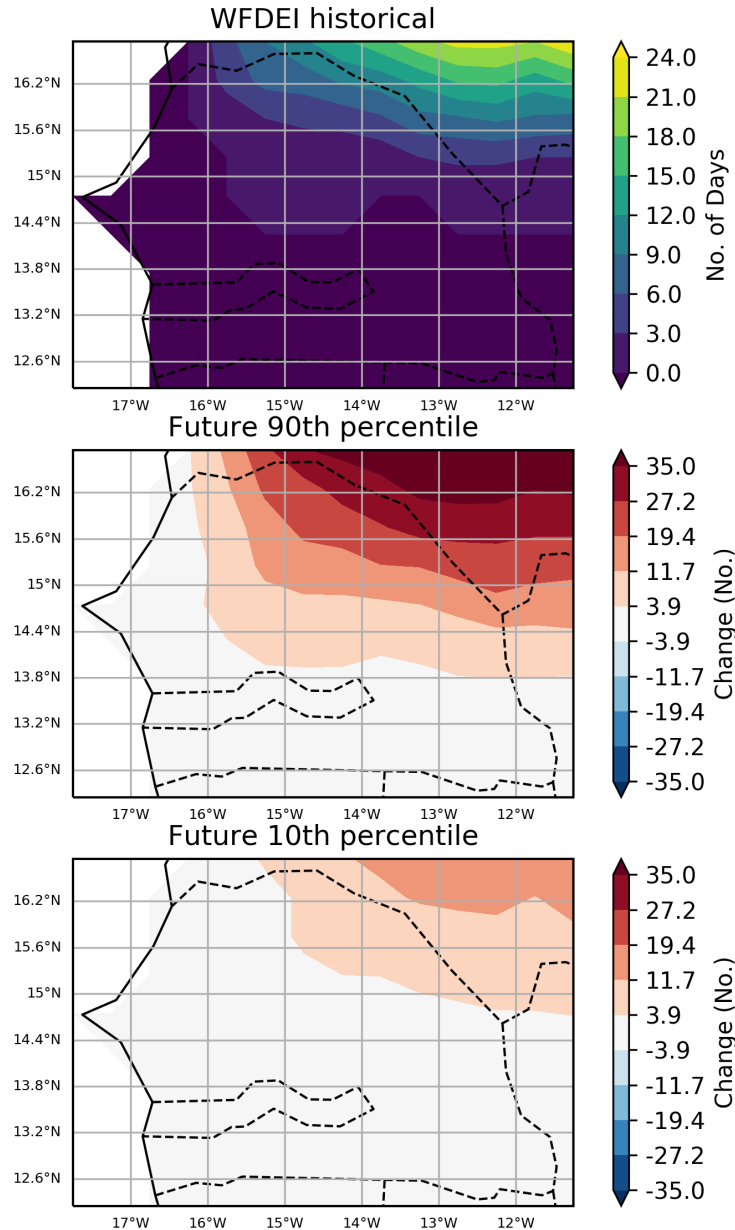 WFDEI historical
16.2°N
15.6°N
15°N
14.4°N
13.8°N
13.2°N
12.6°N
17°W 16°W 15°W 14°W 13°W 12°W
24.0
21.0
18.0
15.0
12.0
9.0
6.0
3.0
0.0
No. of Days
Future 90th percentile
16.2°N
15.6°N
15°N
14.4°N
13.8°N
13.2°N
12.6°N
17°W 16°W 15°W 14°W 13°W 12°W
35.0
27.2
19.4
11.7
3.9
-3.9
-11.7
-19.4
-27.2
-35.0
Change (No.)
Future 10th percentile
16.2°N
15.6°N
15°N
14.4°N
13.8°N
13.2°N
12.6°N
17°W 16°W 15°W 14°W 13°W 12°W
35.0
27.2
19.4
11.7
3.9
-3.9
-11.7
-19.4
-27.2
-35.0
Change (No.)